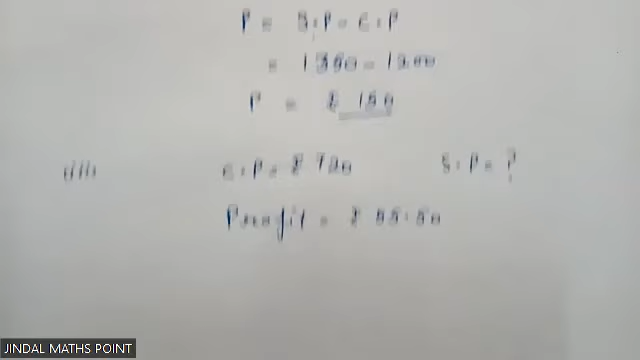 P = S.P - C.P
= 1350 - 1200
P = ₹ 150
(iii) C.P = ₹ 720 S.P = ?
Profit = ₹ 55.50
JINDAL MATHS POINT